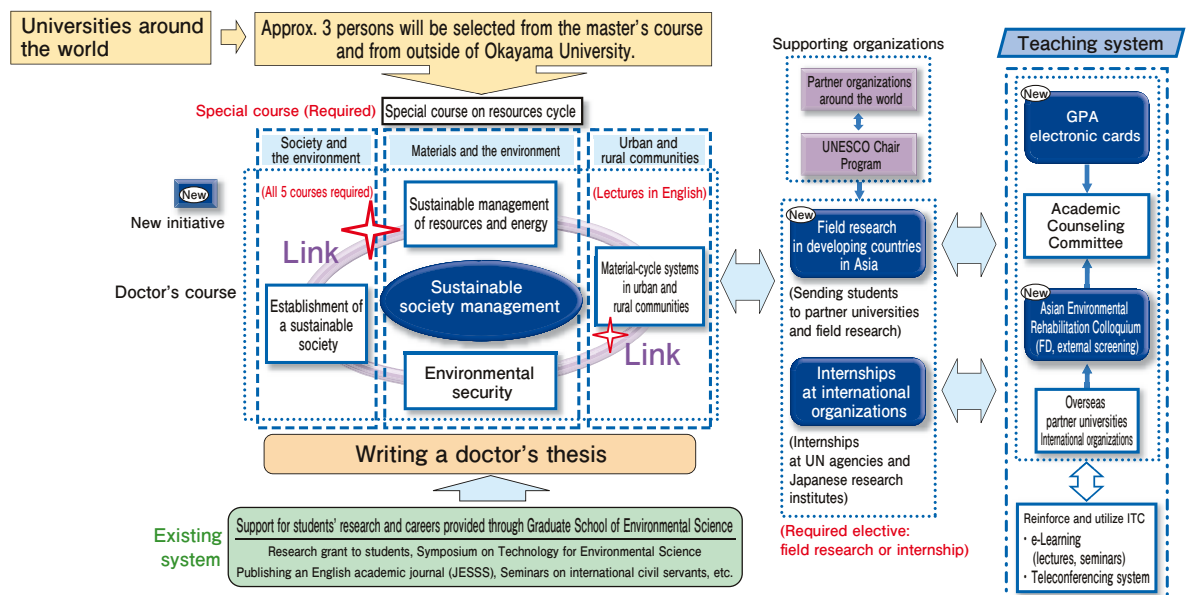 Universities around
the world
Approx. 3 persons will be selected from the master's course
and from outside of Okayama University.
Special course (Required)
Special course on resources cycle
Society and
the environment
Materials and the environment
Urban and
rural communities
New
New initiative
(All 5 courses required)
(Lectures in English)
Sustainable management
of resources and energy
Link
Doctor's course
Establishment of
a sustainable
society
Sustainable
society management
Material-cycle systems
in urban and
rural communities
Link
Environmental
security
Writing a doctor's thesis
Existing
system
Support for students' research and careers provided through Graduate School of Environmental Science
Research grant to students, Symposium on Technology for Environmental Science
Publishing an English academic journal (JESSS), Seminars on international civil servants, etc.
Supporting organizations
Partner organizations
around the world
UNESCO Chair
Program
New
Field research
in developing countries
in Asia
(Sending students
to partner universities
and field research)
Internships
at international
organizations
(Internships
at UN agencies and
Japanese research
institutes)
(Required elective:
field research or internship)
Teaching system
New
GPA
electronic cards
Academic
Counseling
Committee
New
Asian Environmental
Rehabilitation Colloquium
(FD, external screening)
Overseas
partner universities
International organizations
Reinforce and utilize ITC
・e-Learning
(lectures, seminars)
・Teleconferencing system